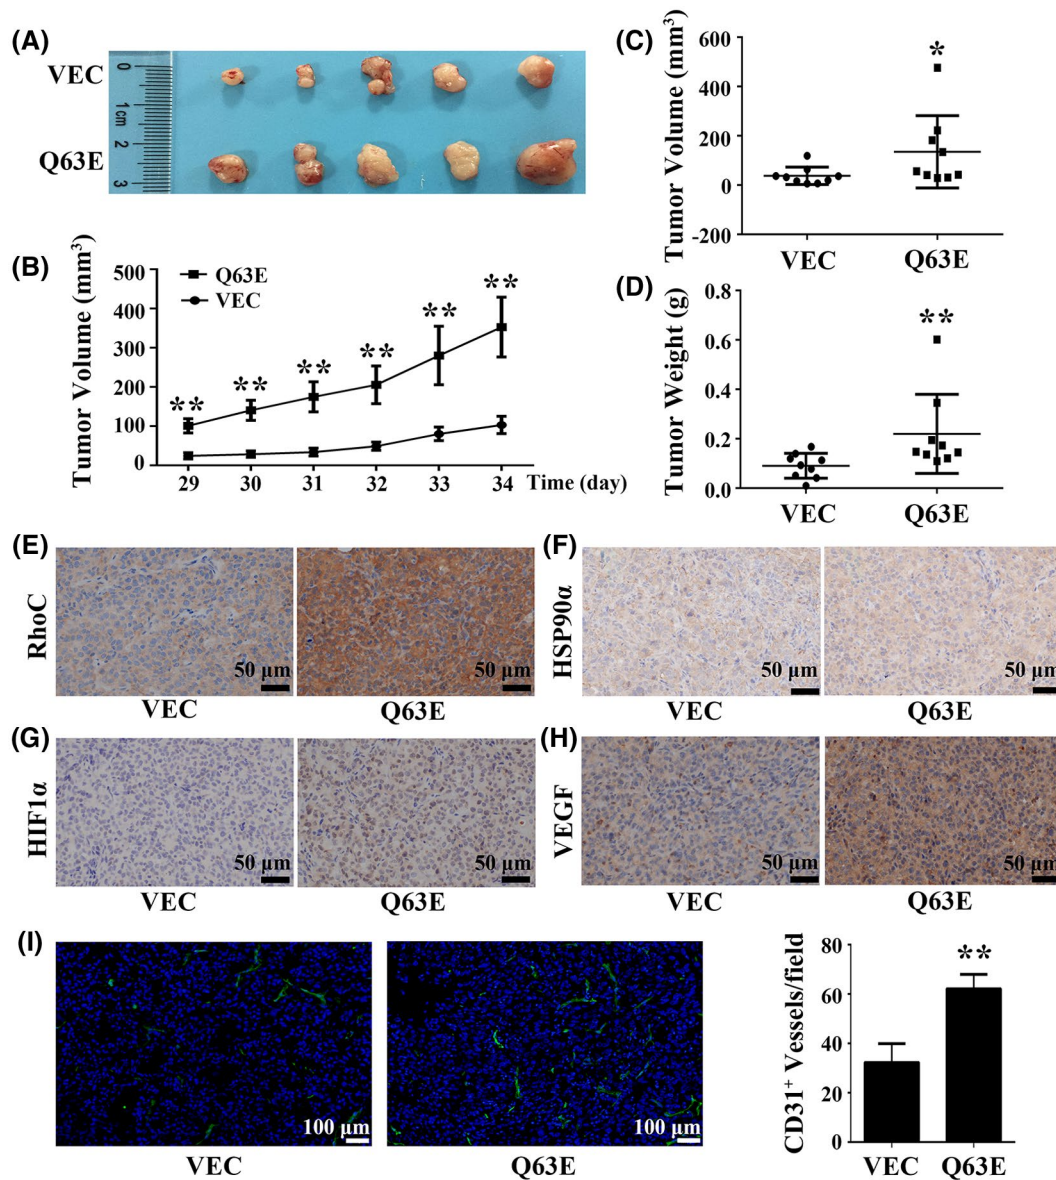 (A)
VEC
Q63E
0
1cm
2
3
(B)
Tumor Volume (mm³)
500
400
300
200
100
0
Q63E
VEC
**
**
**
**
**
**
29 30 31 32 33 34 Time (day)
(C)
Tumor Volume (mm³)
600
400
200
0
-200
*
VEC Q63E
(D)
Tumor Weight (g)
0.8
0.6
0.4
0.2
0.0
**
VEC Q63E
(E)
RhoC
50 μm 50 μm
VEC Q63E
(F)
HSP90α
50 μm 50 μm
VEC Q63E
(G)
HIF1α
50 μm 50 μm
VEC Q63E
(H)
VEGF
50 μm 50 μm
VEC Q63E
(I)
100 μm 100 μm
VEC Q63E
CD31⁺ Vessels/field
80
60
40
20
0
**
VEC Q63E